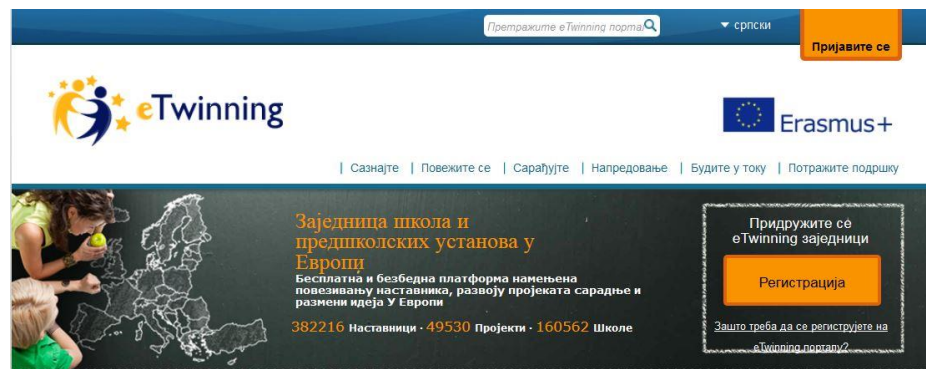 Претражите eTwinning портал
српски
Пријавите се
eTwinning
Erasmus+
| Сазнајте | Повежите се | Сарађујте | Напредовање | Будите у току | Потражите подршку
Заједница школа и
предшколских установа у
Европи
Бесплатна и безбедна платформа намењена
повезивању наставника, развоју пројеката сарадње и
размени идеја У Европи
382216 Наставници · 49530 Пројекти · 160562 Школе
Придружите се
eTwinning заједници
Регистрација
Зашто треба да се региструјете на
eTwinning порталу?